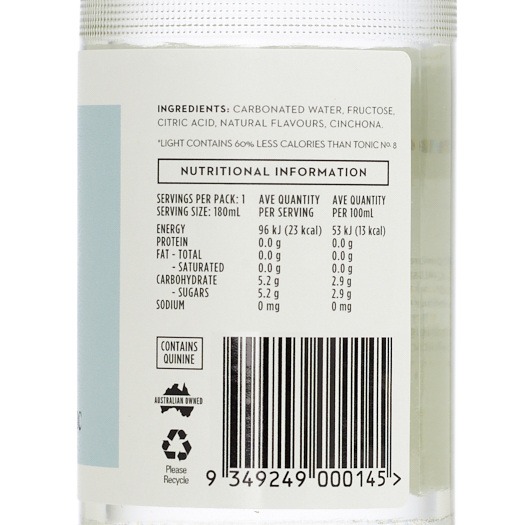 INGREDIENTS: CARBONATED WATER, FRUCTOSE,
CITRIC ACID, NATURAL FLAVOURS, CINCHONA.
*LIGHT CONTAINS 60% LESS CALORIES THAN TONIC No. 8
NUTRITIONAL INFORMATION
SERVINGS PER PACK: 1 AVE QUANTITY AVE QUANTITY
SERVING SIZE: 180mL PER SERVING PER 100mL
ENERGY 96 kJ (23 kcal) 53 kJ (13 kcal)
PROTEIN 0.0 g 0.0 g
FAT - TOTAL 0.0 g 0.0 g
- SATURATED 0.0 g 0.0 g
CARBOHYDRATE 5.2 g 2.9 g
- SUGARS 5.2 g 2.9 g
SODIUM 0 mg 0 mg
CONTAINS
QUININE
AUSTRALIAN OWNED
Please
Recycle
9 349249 000145 >